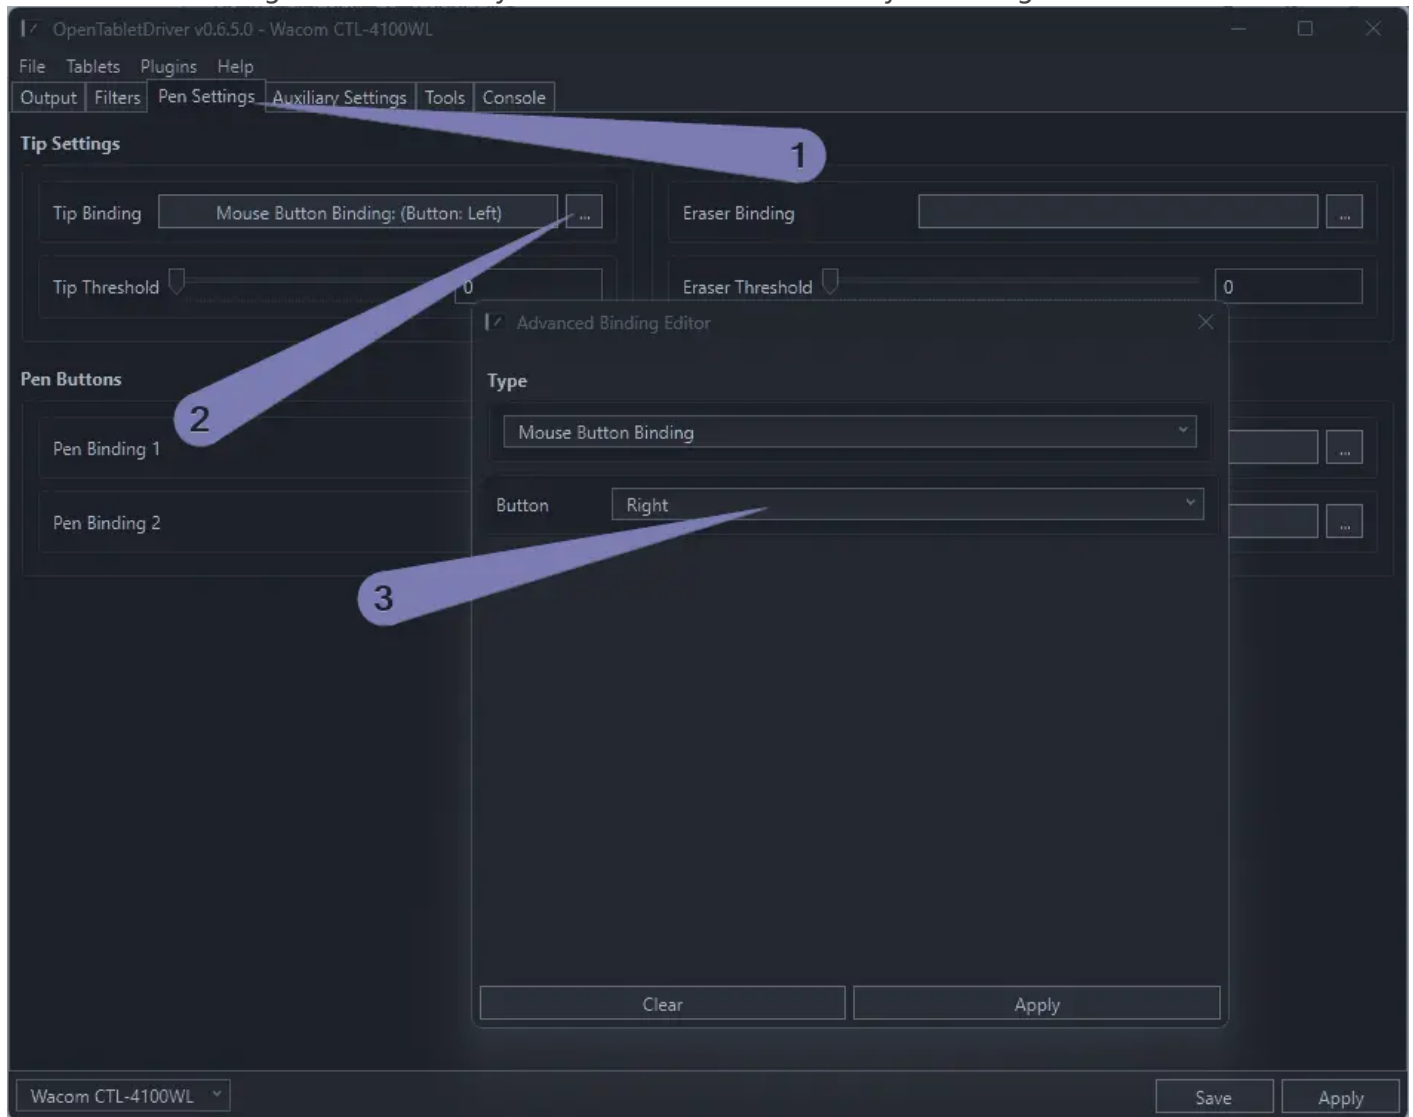 OpenTabletDriver v0.6.5.0 - Wacom CTL-4100WL
File Tablets Plugins Help
Output Filters Pen Settings Auxiliary Settings Tools Console
1
Tip Settings
Tip Binding Mouse Button Binding: (Button: Left) ... Eraser Binding ...
Tip Threshold 0 Eraser Threshold 0
Advanced Binding Editor
Pen Buttons
Type
2
Mouse Button Binding
Pen Binding 1 ...
Button Right
Pen Binding 2 ...
3
Clear Apply
Wacom CTL-4100WL Save Apply